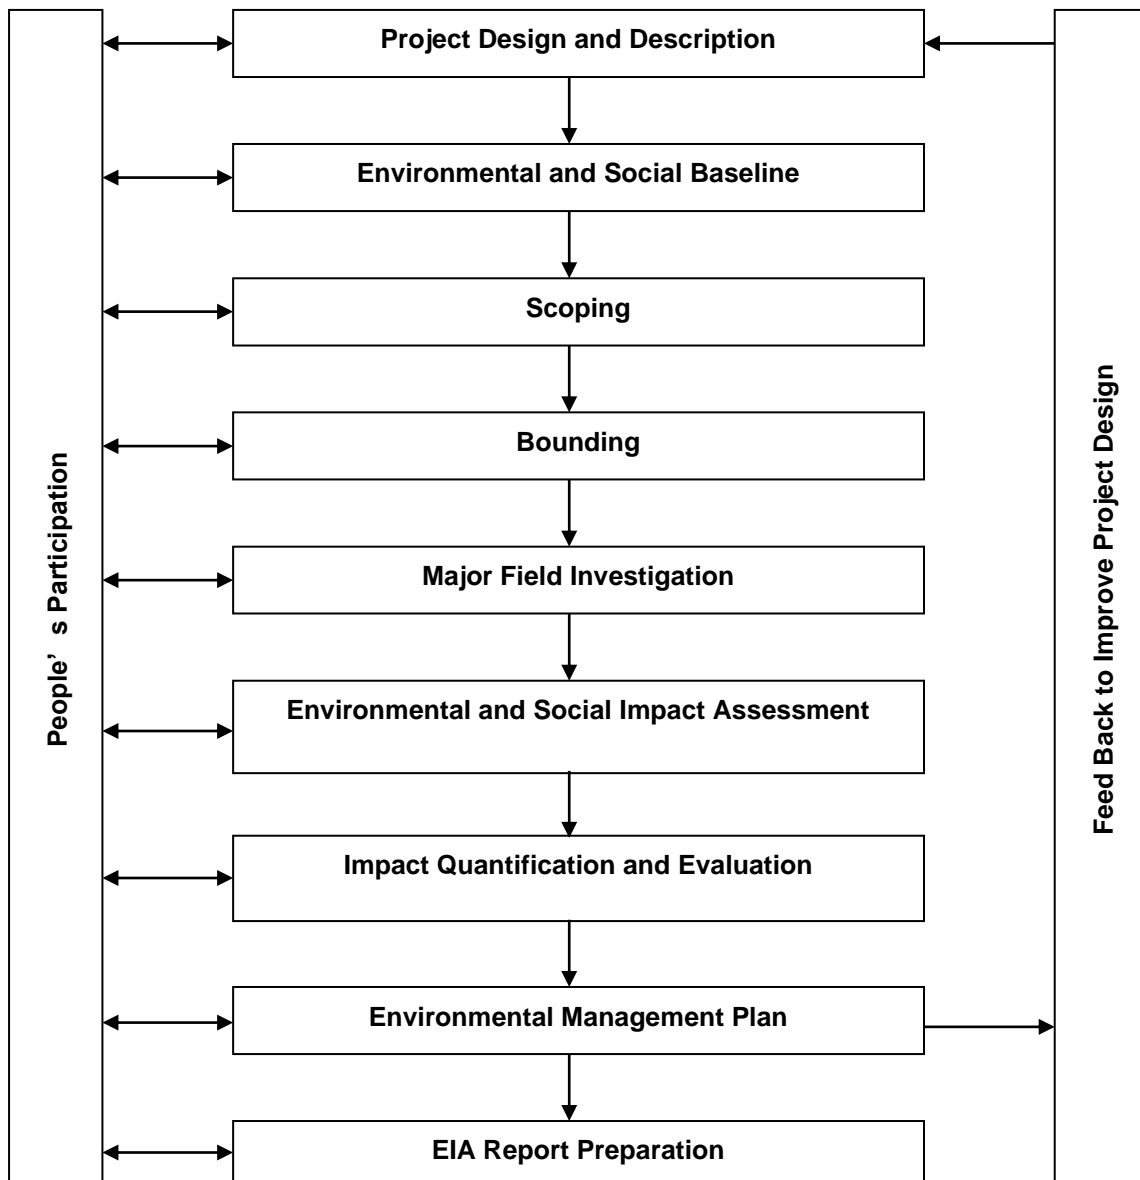 Project Design and Description
Environmental and Social Baseline
Scoping
Bounding
Major Field Investigation
Environmental and Social Impact Assessment
Impact Quantification and Evaluation
Environmental Management Plan
EIA Report Preparation
People’ s Participation
Feed Back to Improve Project Design